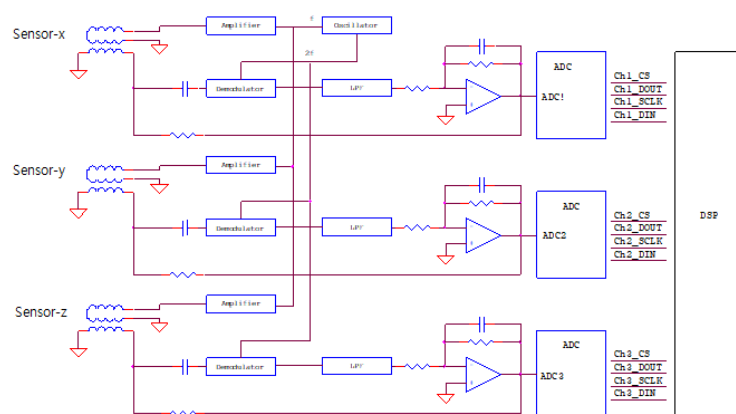 Sensor-x
Amplifier
f
Oscillator
2f
Demodulator
LPF
-
+
ADC
ADC!
Ch1_CS
Ch1_DOUT
Ch1_SCLK
Ch1_DIN
Sensor-y
Amplifier
Demodulator
LPF
-
+
ADC
ADC2
Ch2_CS
Ch2_DOUT
Ch2_SCLK
Ch2_DIN
DSP
Sensor-z
Amplifier
Demodulator
LPF
-
+
ADC
ADC3
Ch3_CS
Ch3_DOUT
Ch3_SCLK
Ch3_DIN